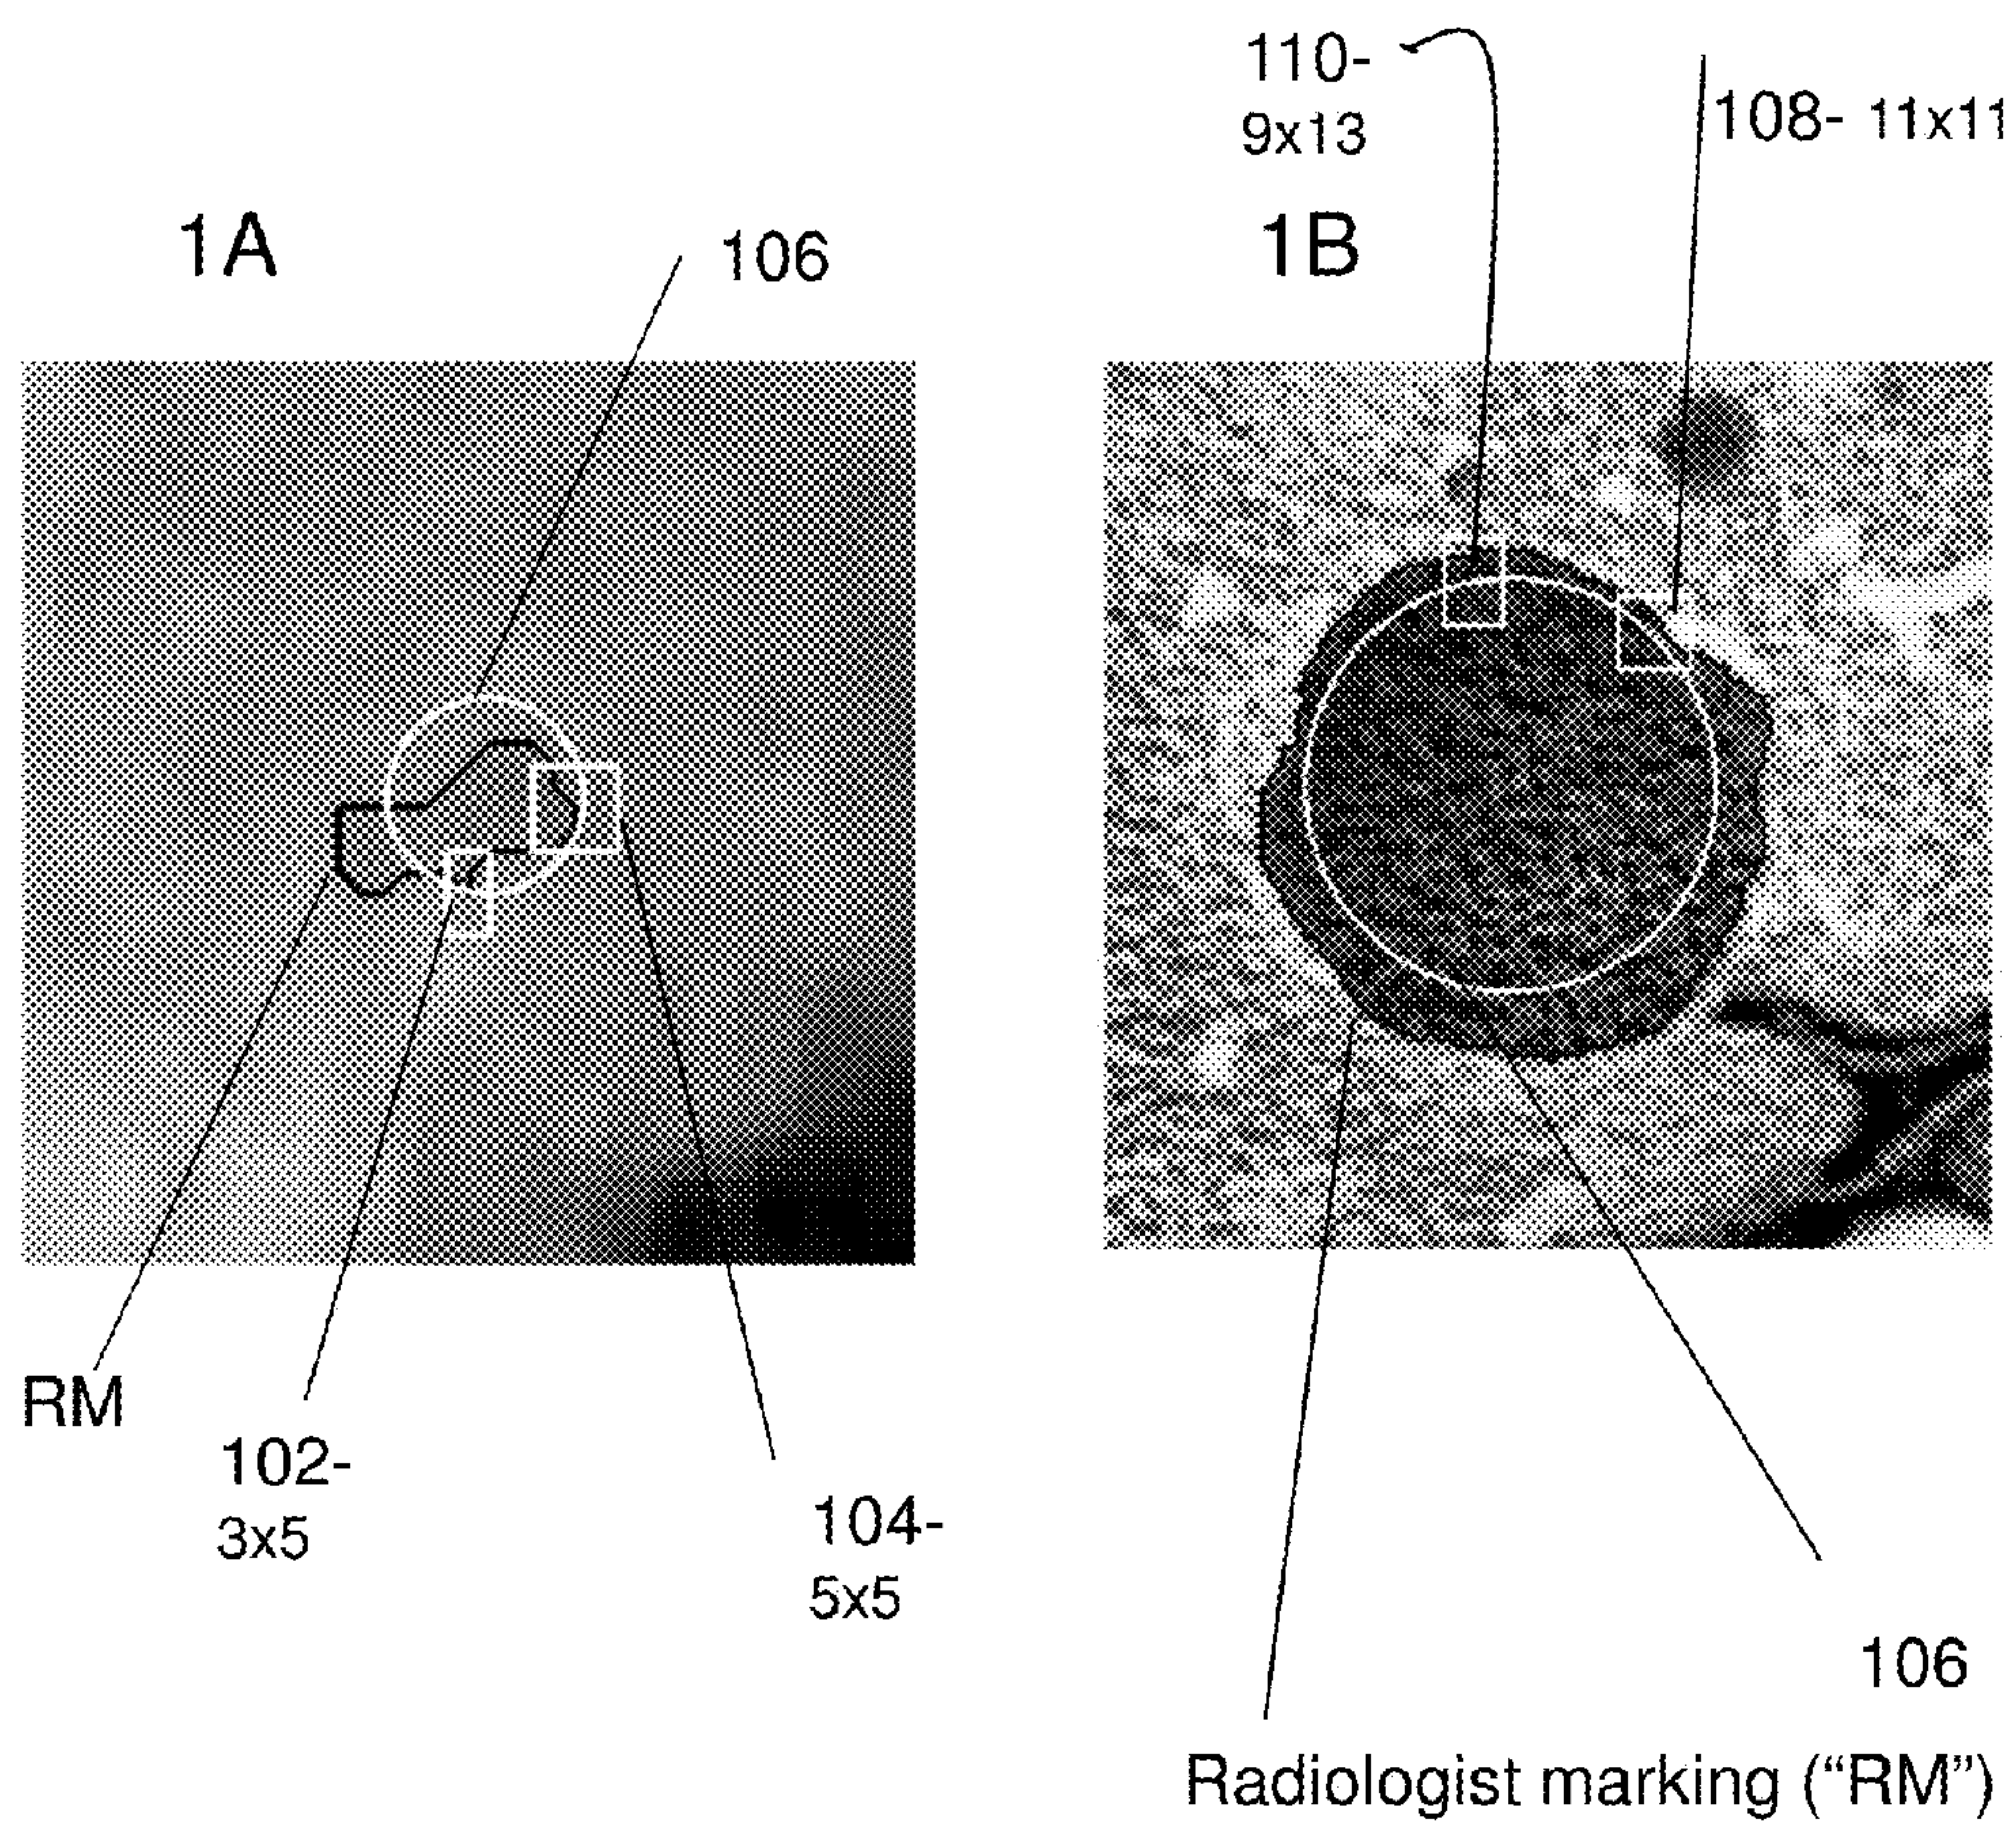 110-
9x13
108- 11x11
1A
106
1B
RM
102-
3x5
104-
5x5
106
Radiologist marking (“RM”)